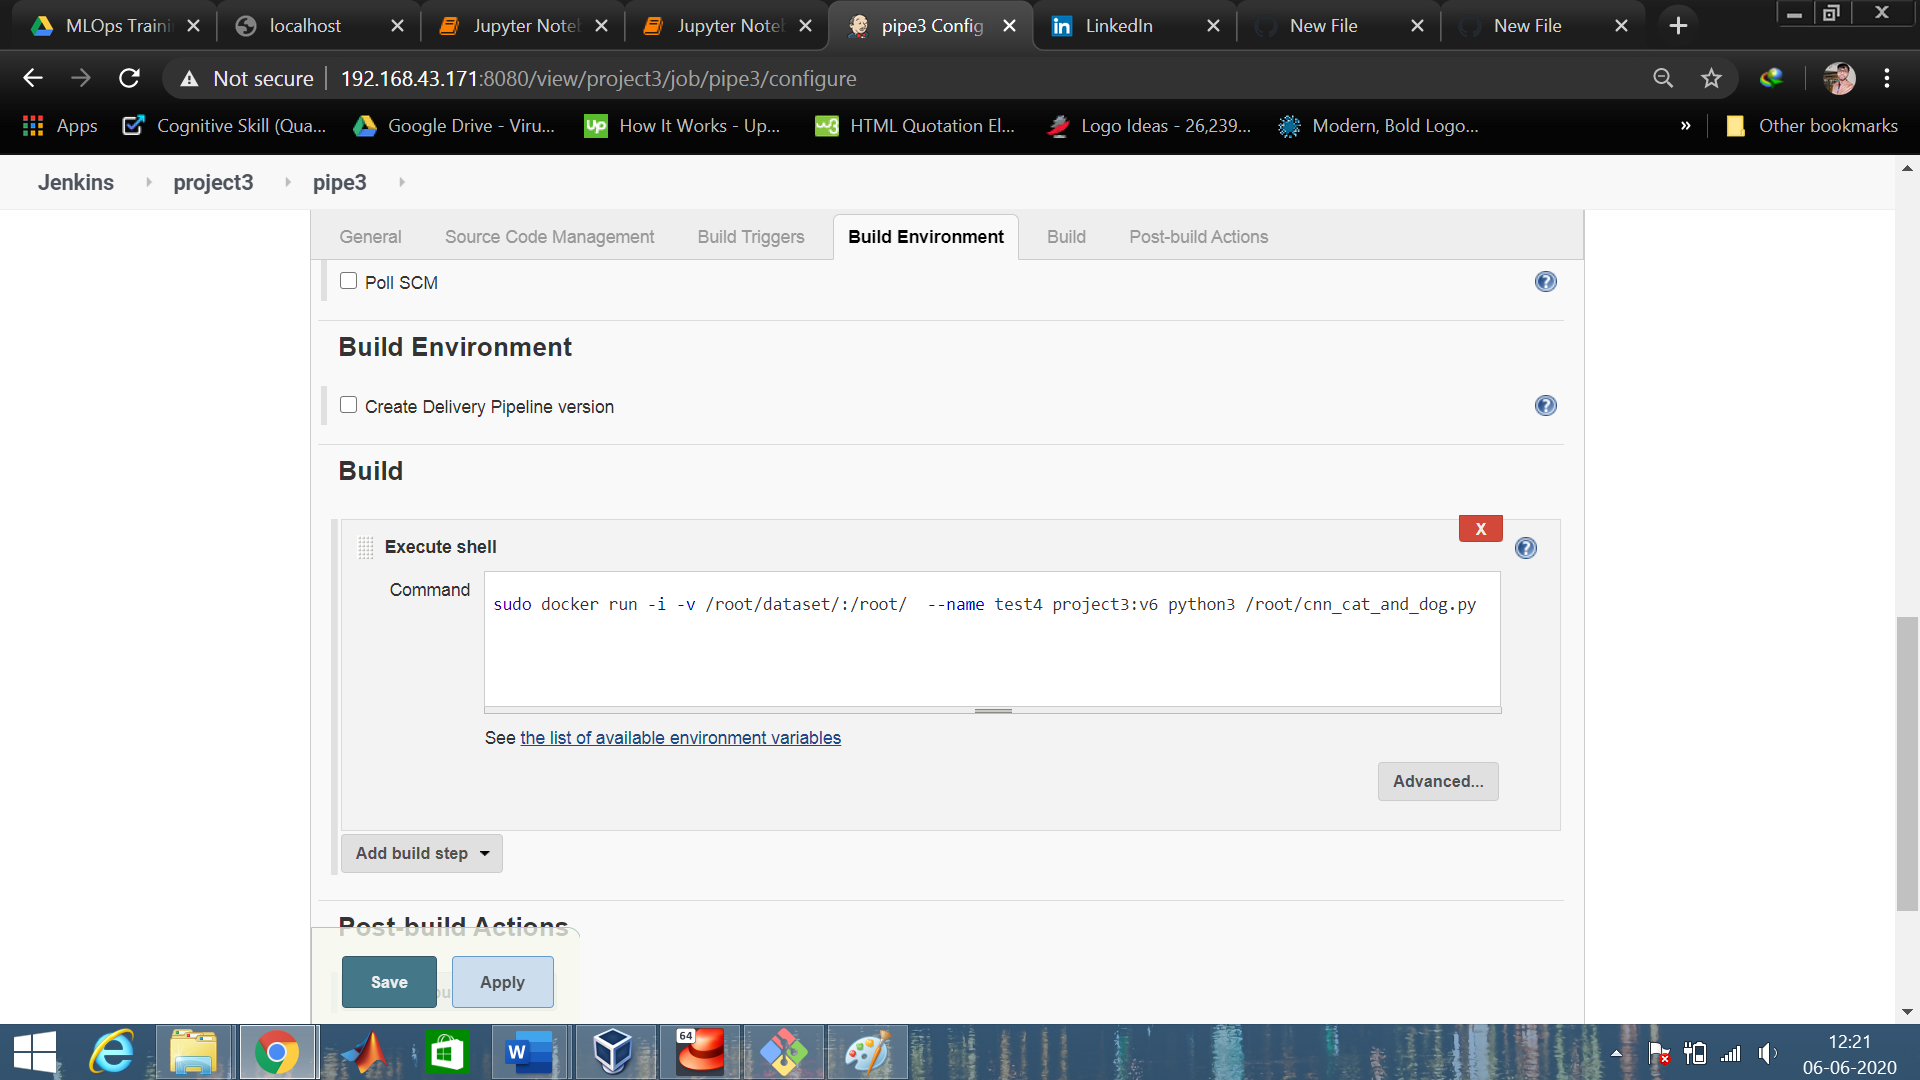 MLOps Traini
localhost
Jupyter Note
Jupyter Note
pipe3 Config
LinkedIn
New File
New File
Not secure
192.168.43.171:8080/view/project3/job/pipe3/configure
Apps
Cognitive Skill (Qua...
Google Drive - Viru...
Up
How It Works - Up...
w3
HTML Quotation El...
Logo Ideas - 26,239...
Modern, Bold Logo...
»
Other bookmarks
Jenkins
project3
pipe3
General
Source Code Management
Build Triggers
Build Environment
Build
Post-build Actions
Poll SCM
Build Environment
Create Delivery Pipeline version
Build
X
Execute shell
Command
sudo docker run -i -v /root/dataset/:/root/  --name test4 project3:v6 python3 /root/cnn_cat_and_dog.py
See the list of available environment variables
Advanced...
Add build step
Post-build Actions
Save
Apply
64
12:21
06-06-2020